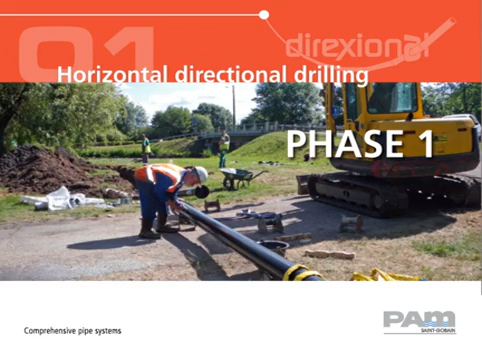 01
direxional
Horizontal directional drilling
PHASE 1
Comprehensive pipe systems
PAM
SAINT-GOBAIN